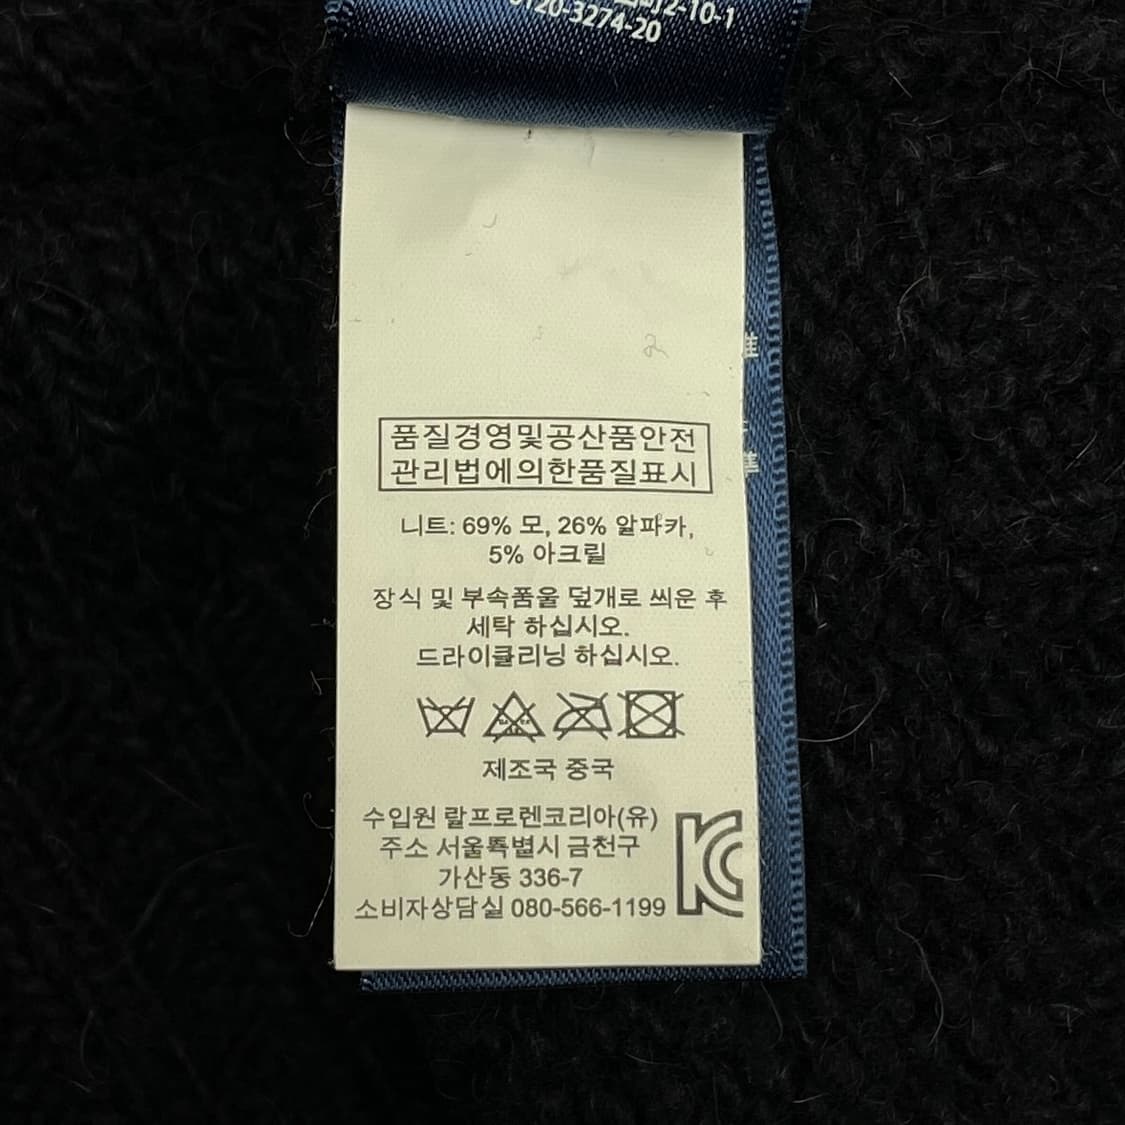 2-10-1
0120-3274-20
품질경영및공산품안전
관리법에의한품질표시
니트: 69% 모, 26% 알파카,
5% 아크릴
장식 및 부속품을 덮개로 씌운 후
세탁 하십시오.
드라이클리닝 하십시오.
제조국 중국
수입원 랄프로렌코리아(유)
주소 서울특별시 금천구
가산동 336-7
소비자상담실 080-566-1199
KC